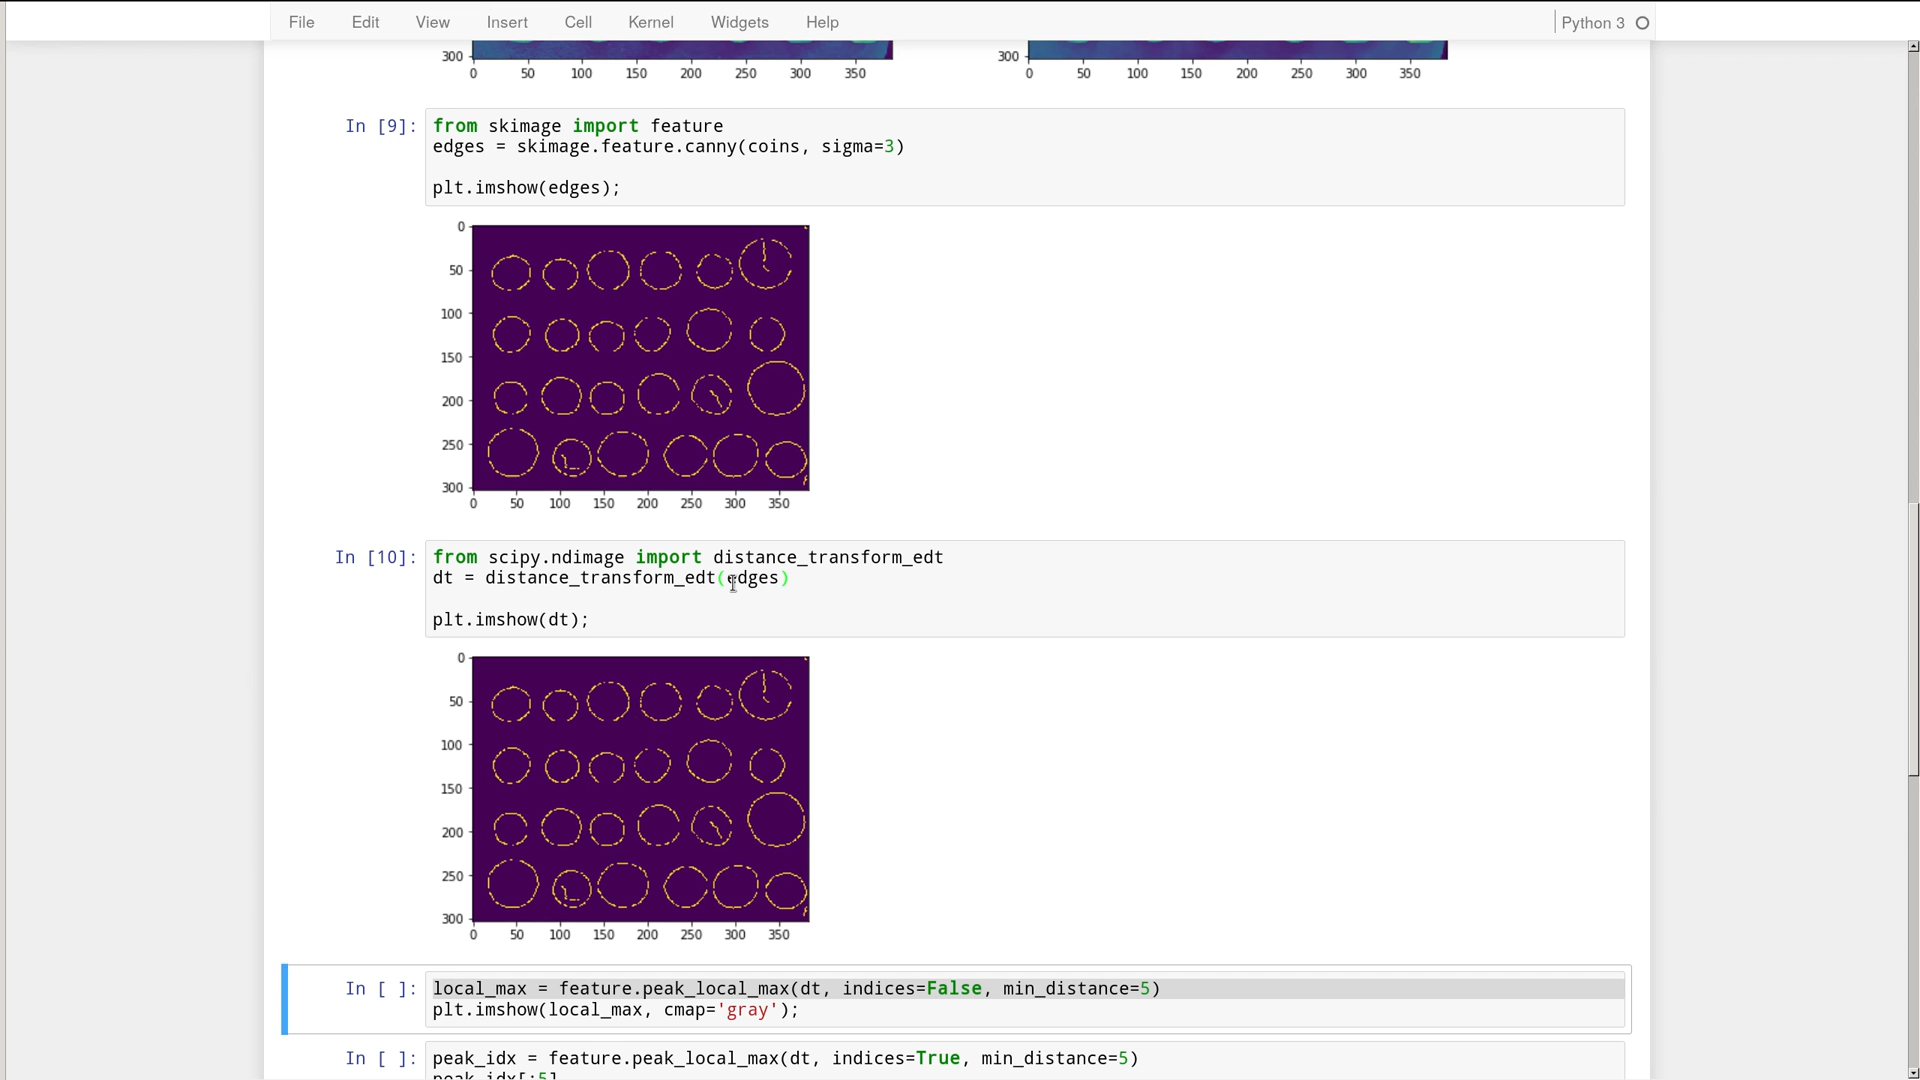 File Edit View Insert Cell Kernel Widgets Help Python 3
300 300
0 50 100 150 200 250 300 350 0 50 100 150 200 250 300 350
In [9]: from skimage import feature
edges = skimage.feature.canny(coins, sigma=3)
plt.imshow(edges);
0
50
100
150
200
250
300
0 50 100 150 200 250 300 350
In [10]: from scipy.ndimage import distance_transform_edt
dt = distance_transform_edt(edges)
plt.imshow(dt);
0
50
100
150
200
250
300
0 50 100 150 200 250 300 350
In [ ]: local_max = feature.peak_local_max(dt, indices=False, min_distance=5)
plt.imshow(local_max, cmap='gray');
In [ ]: peak_idx = feature.peak_local_max(dt, indices=True, min_distance=5)
peak_idx[:5]